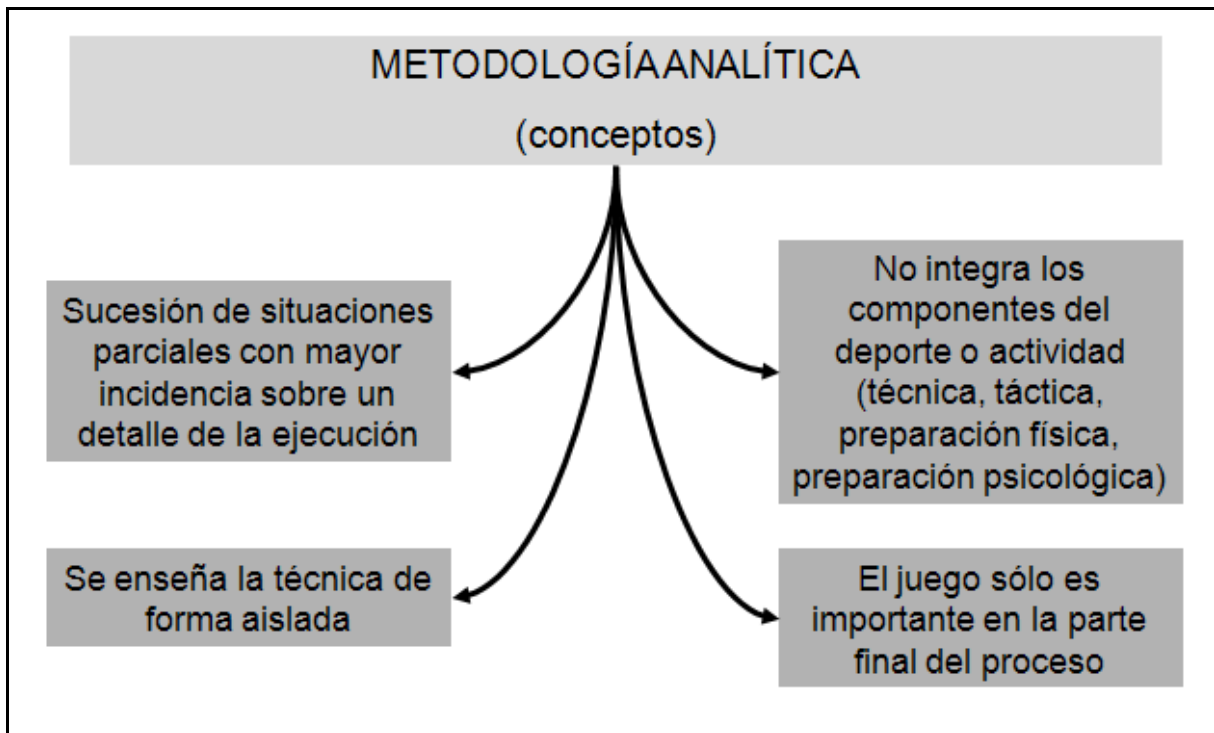 METODOLOGÍA ANALÍTICA
(conceptos)
Sucesión de situaciones
parciales con mayor
incidencia sobre un
detalle de la ejecución
No integra los
componentes del
deporte o actividad
(técnica, táctica,
preparación física,
preparación psicológica)
Se enseña la técnica de
forma aislada
El juego sólo es
importante en la parte
final del proceso